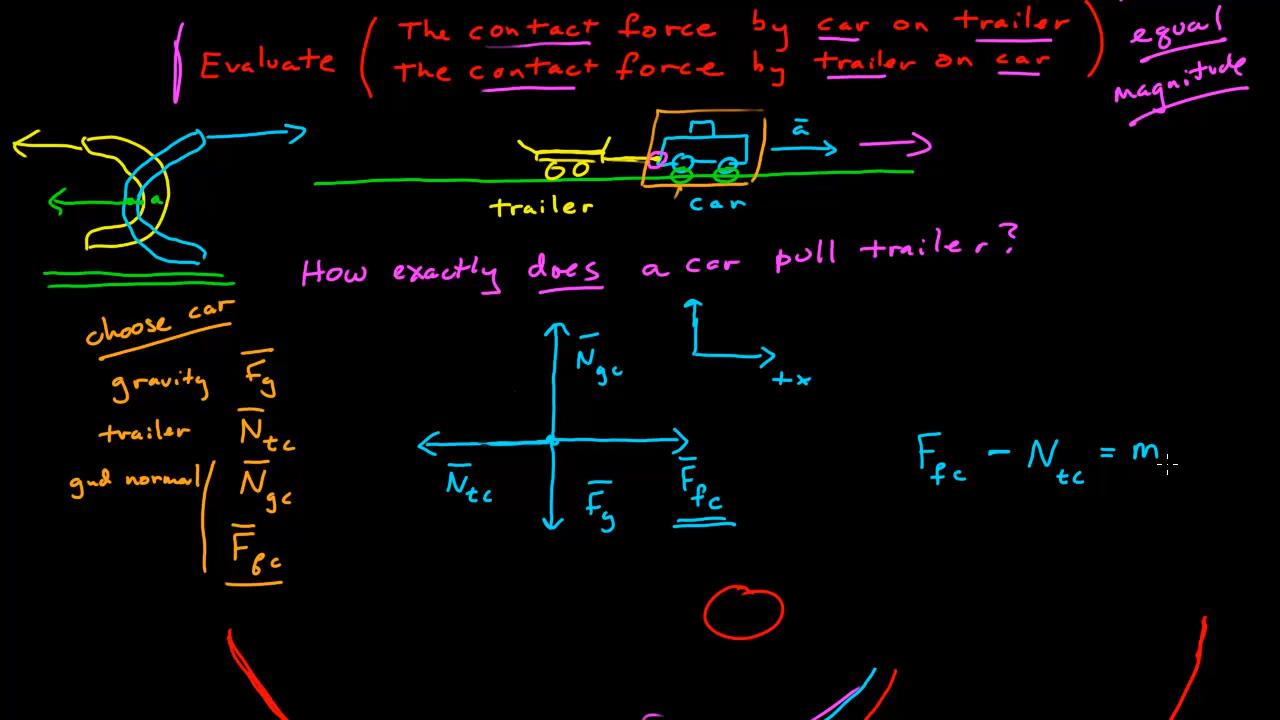 The contact force by car on trailer
Evaluate
The contact force by trailer on car
equal
magnitude
a
a
trailer
car
How exactly does a car pull trailer?
choose car
gravity F̅g
trailer N̅tc
gnd normal N̅gc
F̅fc
N̅gc
+x
N̅tc
F̅g
F̅fc
Ffc - Ntc = m